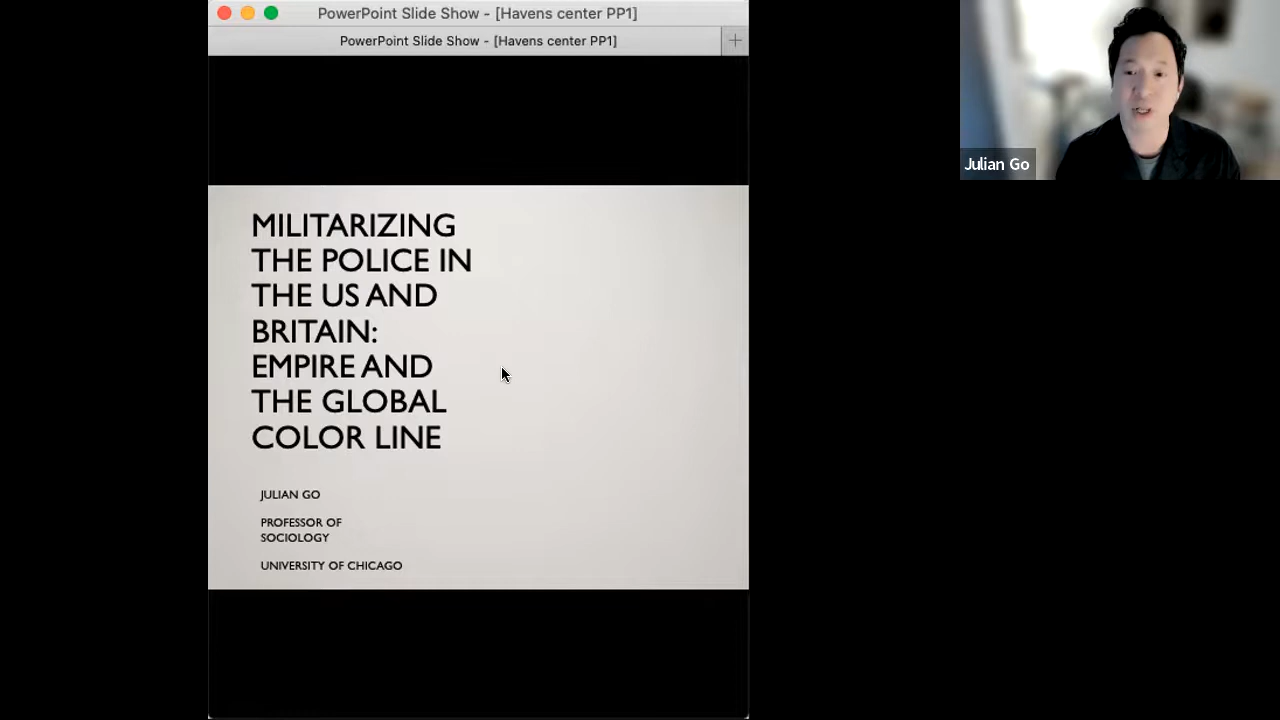 PowerPoint Slide Show - [Havens center PP1]
PowerPoint Slide Show - [Havens center PP1]
Julian Go
MILITARIZING
THE POLICE IN
THE US AND
BRITAIN:
EMPIRE AND
THE GLOBAL
COLOR LINE
JULIAN GO
PROFESSOR OF
SOCIOLOGY
UNIVERSITY OF CHICAGO